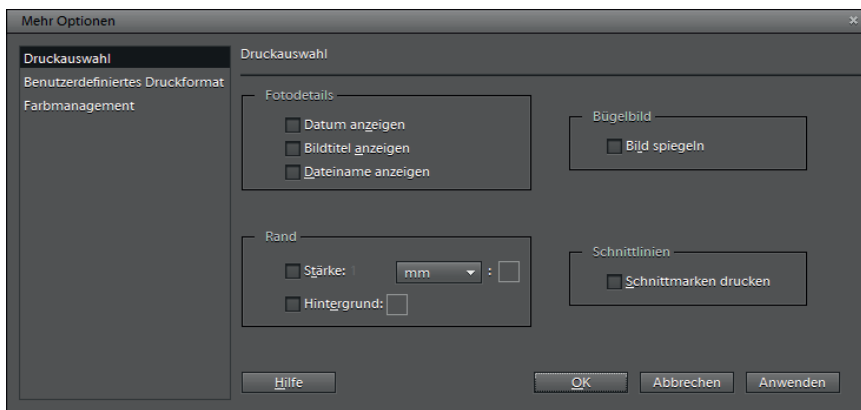 Mehr Optionen
Druckauswahl
Benutzerdefiniertes Druckformat
Farbmanagement
Druckauswahl
Fotodetails
Datum anzeigen
Bildtitel anzeigen
Dateiname anzeigen
Bügelbild
Bild spiegeln
Rand
Stärke: 1 mm :
Hintergrund:
Schnittlinien
Schnittmarken drucken
Hilfe
OK
Abbrechen
Anwenden